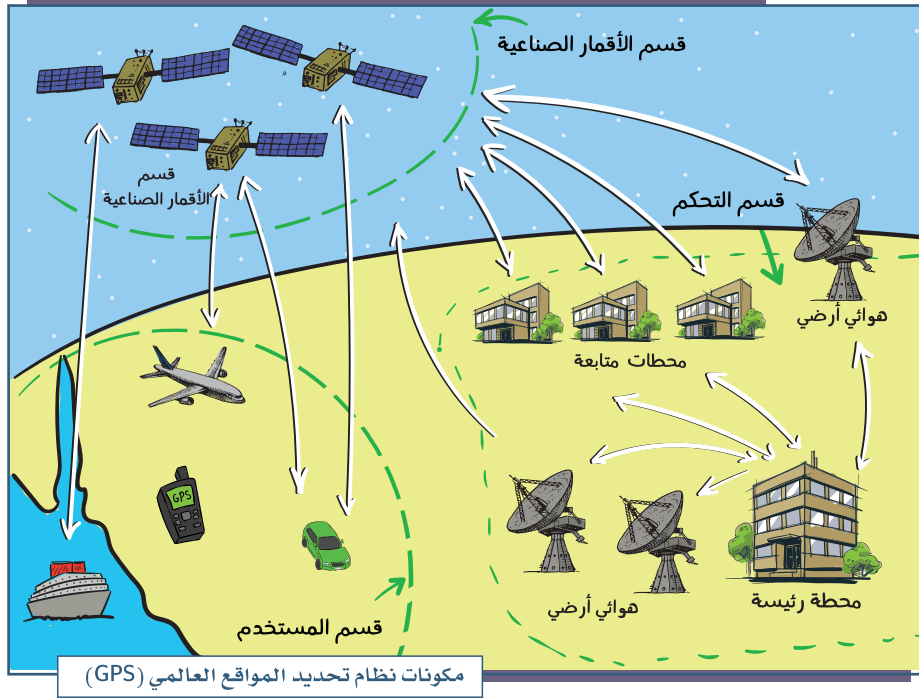 قسم الأقمار الصناعية
قسم
الأقمار الصناعية
قسم التحكم
هوائي أرضي
محطات متابعة
GPS
هوائي أرضي
محطة رئيسة
قسم المستخدم
مكونات نظام تحديد المواقع العالمي (GPS)